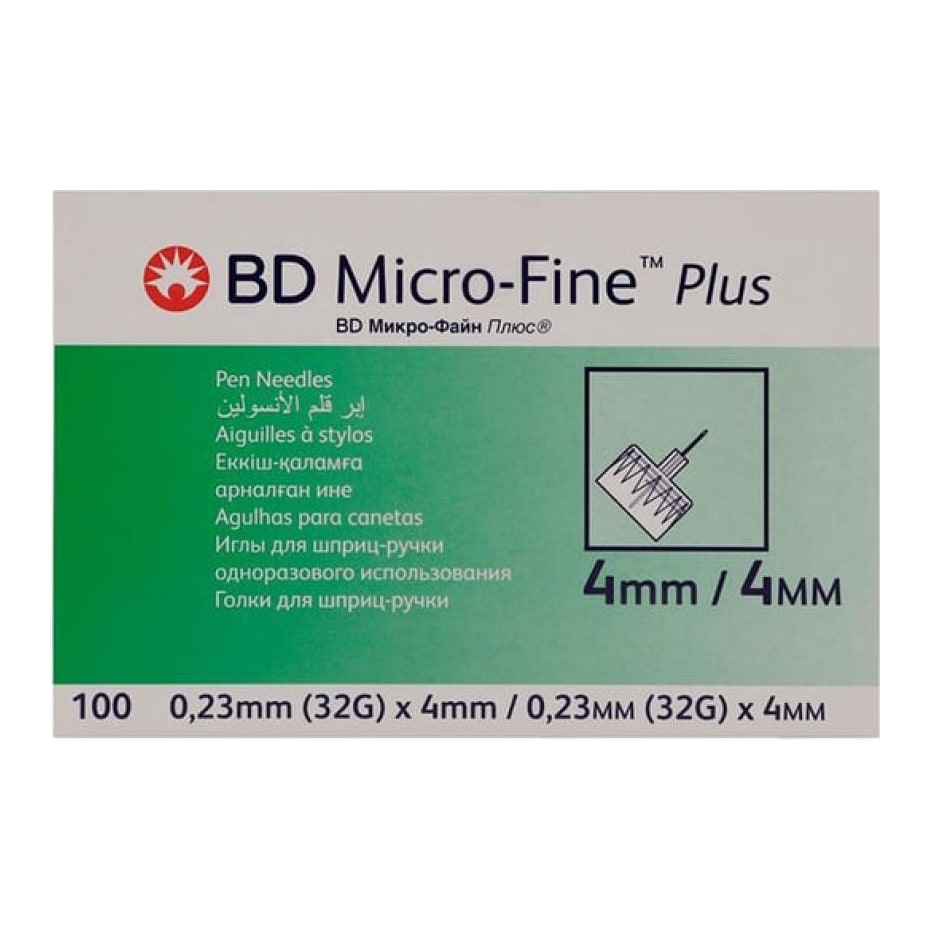 BD Micro-Fine™ Plus
BD Микро-Файн Плюс®
Pen Needles
إبر قلم الأنسولين
Aiguilles à stylos
Еккіш-қаламға
арналған ине
Agulhas para canetas
Иглы для шприц-ручки
одноразового использования
Голки для шприц-ручки
4mm / 4мм
100 0,23mm (32G) x 4mm / 0,23мм (32G) x 4мм